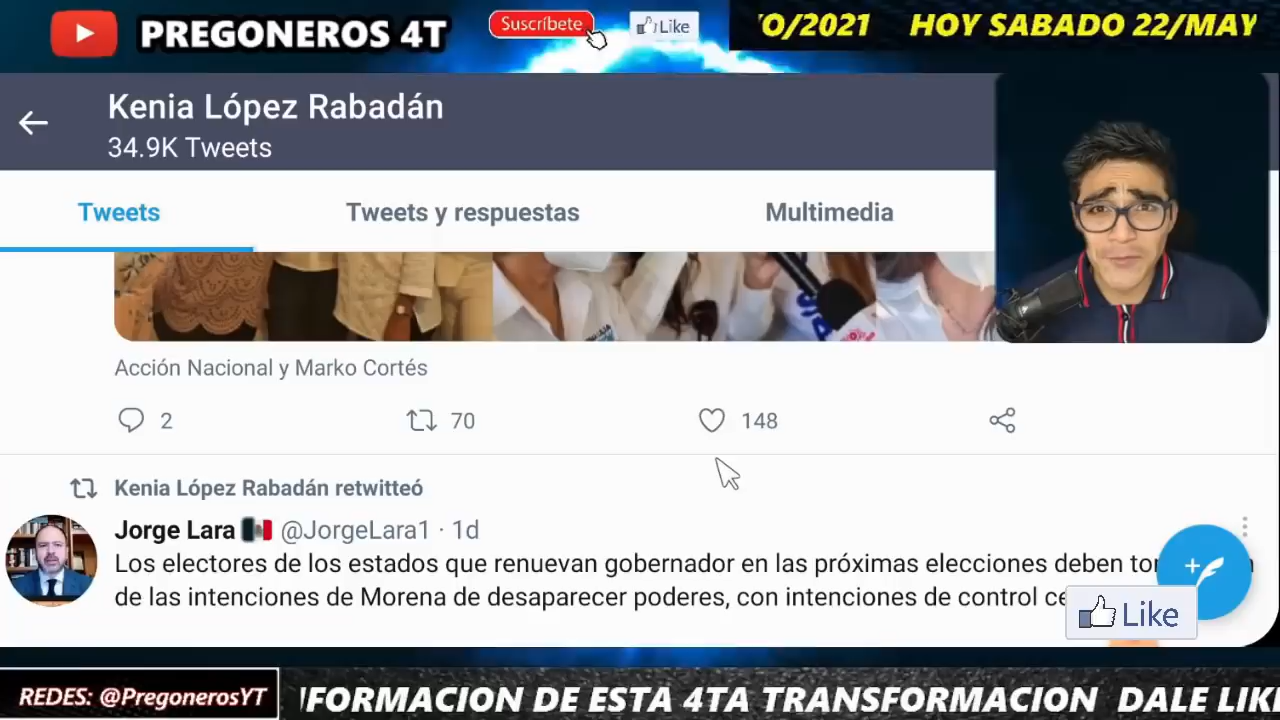 PREGONEROS 4T
Suscríbete
Like
O/2021 HOY SABADO 22/MAY
Kenia López Rabadán
34.9K Tweets
Tweets
Tweets y respuestas
Multimedia
Acción Nacional y Marko Cortés
2
70
148
Kenia López Rabadán retwitteó
Jorge Lara @JorgeLara1 · 1d
Los electores de los estados que renuevan gobernador en las próximas elecciones deben
de las intenciones de Morena de desaparecer poderes, con intenciones de control
Like
REDES: @PregonerosYT
FORMACION DE ESTA 4TA TRANSFORMACION DALE LIK